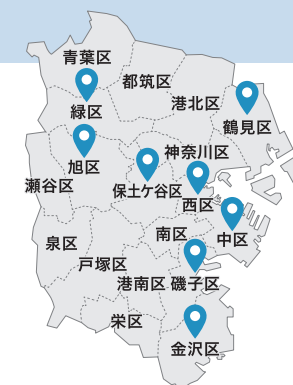 青葉区
都筑区
港北区
緑区
鶴見区
神奈川区
旭区
瀬谷区
保土ケ谷区
西区
中区
南区
泉区
戸塚区
港南区
磯子区
栄区
金沢区